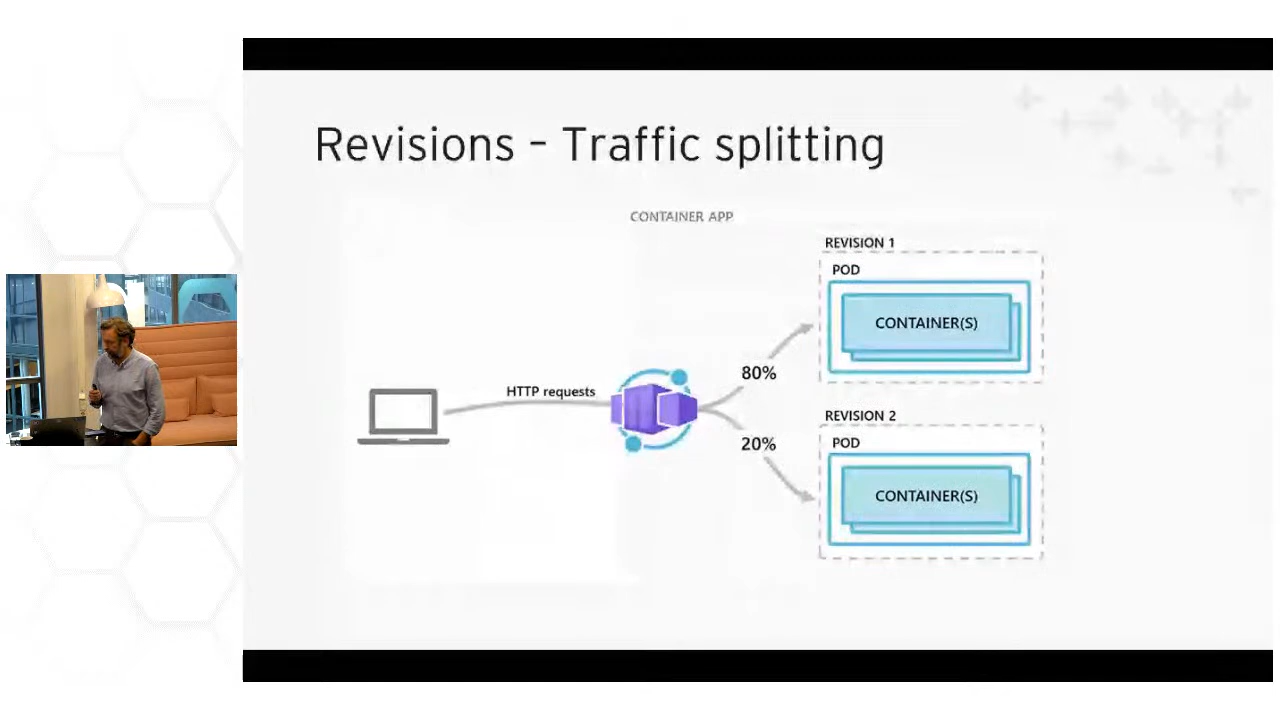 Revisions - Traffic splitting
CONTAINER APP
REVISION 1
POD
CONTAINER(S)
80%
HTTP requests
20%
REVISION 2
POD
CONTAINER(S)